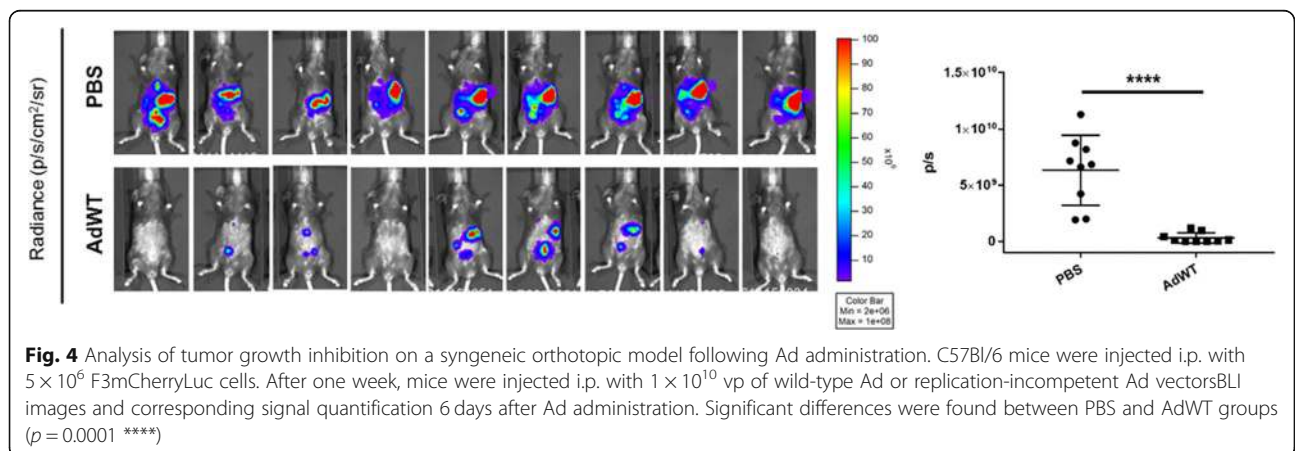 Radiance (p/s/cm²/sr)
PBS
AdWT
100
90
80
70
60
50
40
30
20
10
x10⁶
Color Bar
Min = 2e+06
Max = 1e+08
p/s
1.5×10¹⁰
1×10¹⁰
5×10⁹
0
****
PBS
AdWT
Fig. 4 Analysis of tumor growth inhibition on a syngeneic orthotopic model following Ad administration. C57Bl/6 mice were injected i.p. with
5 × 10⁶ F3mCherryLuc cells. After one week, mice were injected i.p. with 1 × 10¹⁰ vp of wild-type Ad or replication-incompetent Ad vectorsBLI
images and corresponding signal quantification 6 days after Ad administration. Significant differences were found between PBS and AdWT groups
(p = 0.0001 ****)